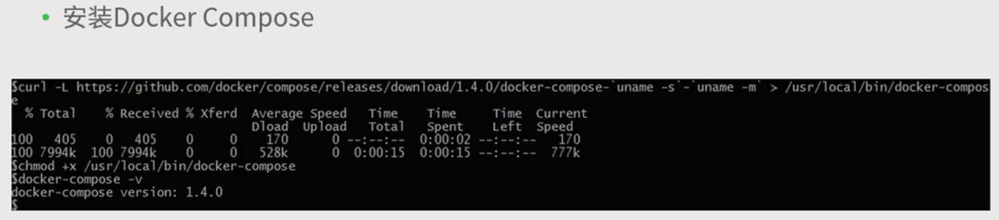 • 安装Docker Compose
$curl -L https://github.com/docker/compose/releases/download/1.4.0/docker-compose-`uname -s`-`uname -m` > /usr/local/bin/docker-compos
e
% Total % Received % Xferd Average Speed Time Time Time Current
Dload Upload Total Spent Left Speed
100 405 0 405 0 0 170 0 --:--:-- 0:00:02 --:--:-- 170
100 7994k 100 7994k 0 0 528k 0 0:00:15 0:00:15 --:--:-- 777k
$chmod +x /usr/local/bin/docker-compose
$docker-compose -v
docker-compose version: 1.4.0
$